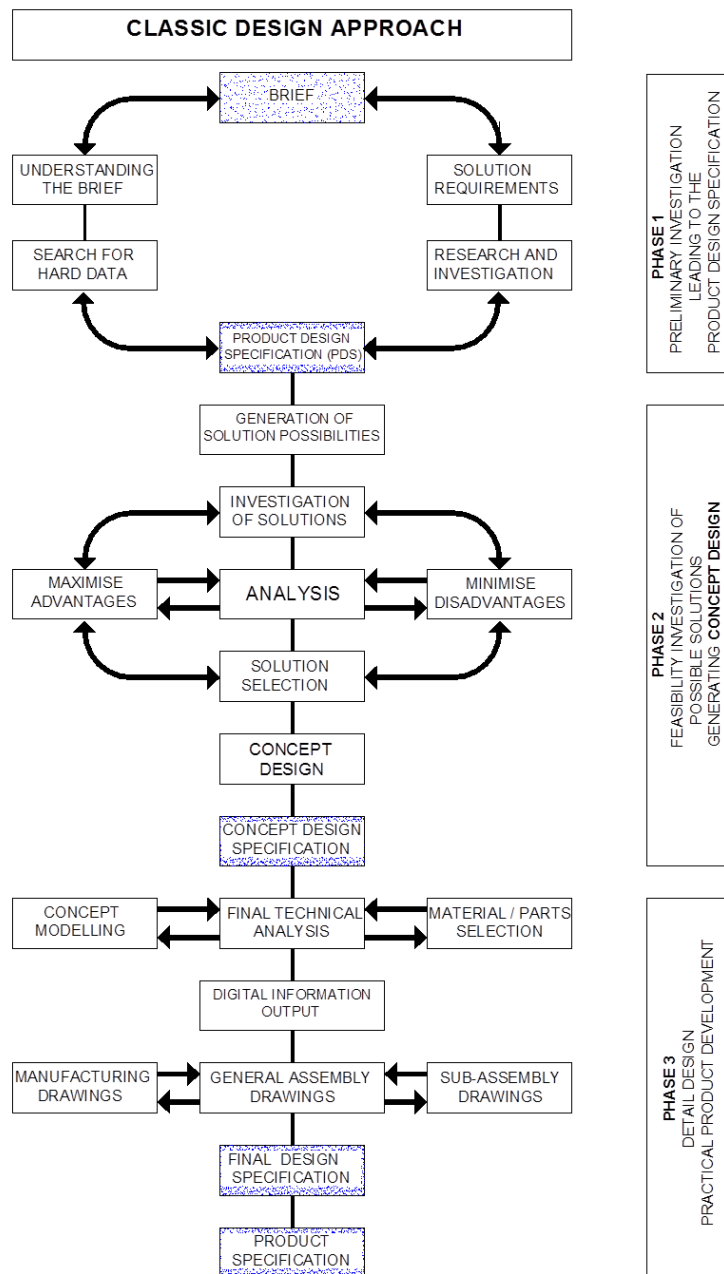 CLASSIC DESIGN APPROACH
BRIEF
UNDERSTANDING
THE BRIEF
SOLUTION
REQUIREMENTS
SEARCH FOR
HARD DATA
RESEARCH AND
INVESTIGATION
PRODUCT DESIGN
SPECIFICATION (PDS)
PHASE 1
PRELIMINARY INVESTIGATION
LEADING TO THE
PRODUCT DESIGN SPECIFICATION
GENERATION OF
SOLUTION POSSIBILITIES
INVESTIGATION
OF SOLUTIONS
MAXIMISE
ADVANTAGES
ANALYSIS
MINIMISE
DISADVANTAGES
SOLUTION
SELECTION
CONCEPT
DESIGN
CONCEPT DESIGN
SPECIFICATION
PHASE 2
FEASIBILITY INVESTIGATION OF
POSSIBLE SOLUTIONS
GENERATING CONCEPT DESIGN
CONCEPT
MODELLING
FINAL TECHNICAL
ANALYSIS
MATERIAL / PARTS
SELECTION
DIGITAL INFORMATION
OUTPUT
MANUFACTURING
DRAWINGS
GENERAL ASSEMBLY
DRAWINGS
SUB-ASSEMBLY
DRAWINGS
FINAL DESIGN
SPECIFICATION
PRODUCT
SPECIFICATION
PHASE 3
DETAIL DESIGN
PRACTICAL PRODUCT DEVELOPMENT